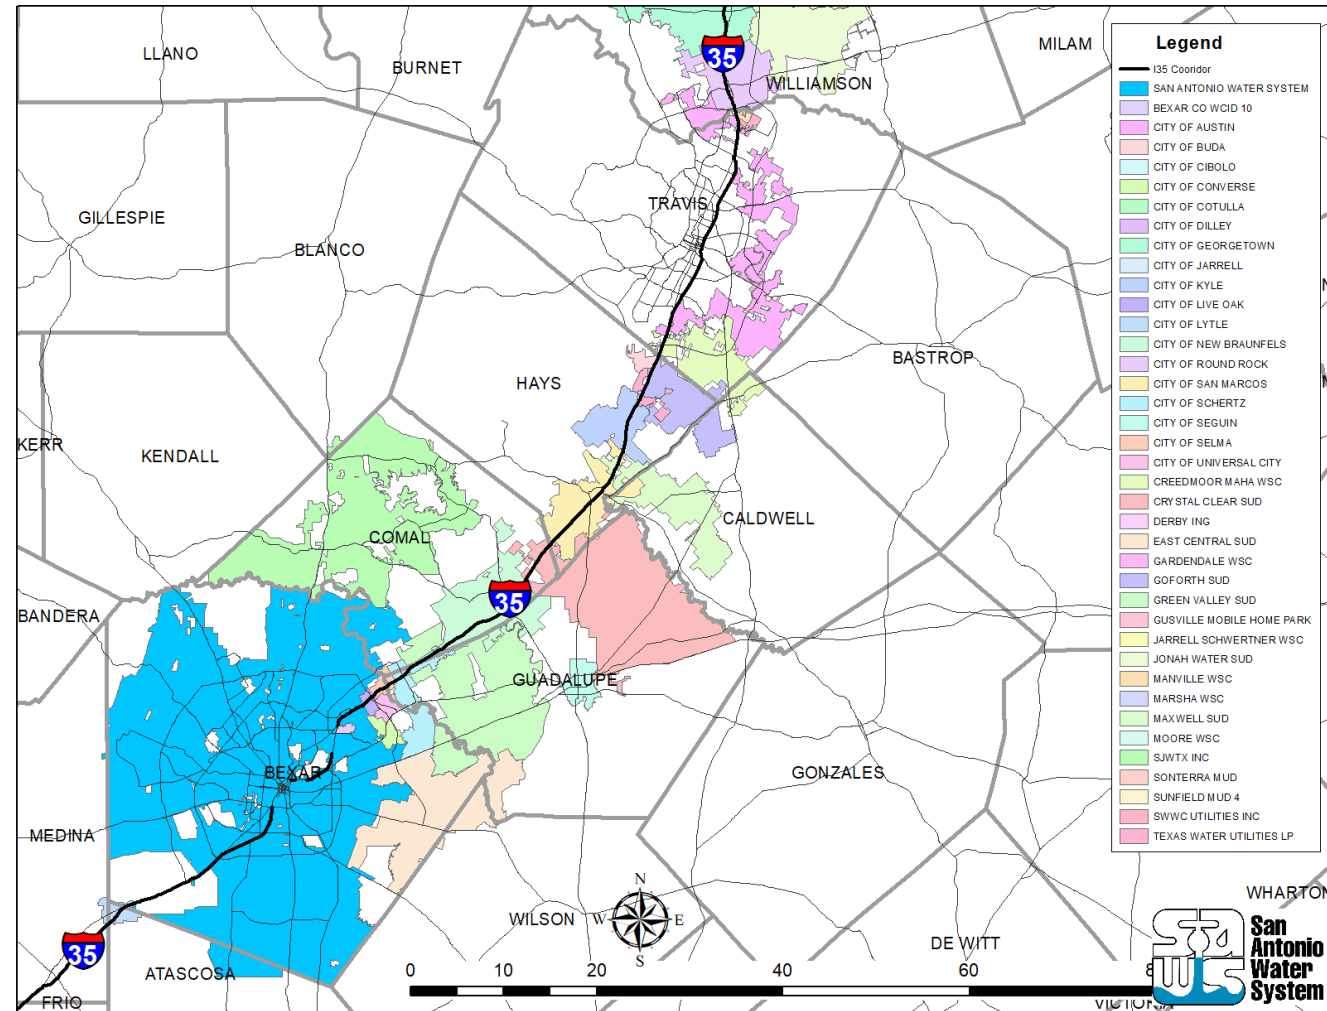 LLANO
BURNET
MILAM
35
WILLIAMSON
GILLESPIE
TRAVIS
BLANCO
BASTROP
HAYS
KERR
KENDALL
CALDWELL
COMAL
35
BANDERA
GUADALUPE
BEXAR
GONZALES
MEDINA
WHARTON
WILSON
DE WITT
35
ATASCOSA
FRIO
VICTORIA
N
W
E
S
0 10 20 40 60 8
Legend
I35 Cooridor
SAN ANTONIO WATER SYSTEM
BEXAR CO WCID 10
CITY OF AUSTIN
CITY OF BUDA
CITY OF CIBOLO
CITY OF CONVERSE
CITY OF COTULLA
CITY OF DILLEY
CITY OF GEORGETOWN
CITY OF JARRELL
CITY OF KYLE
CITY OF LIVE OAK
CITY OF LYTLE
CITY OF NEW BRAUNFELS
CITY OF ROUND ROCK
CITY OF SAN MARCOS
CITY OF SCHERTZ
CITY OF SEGUIN
CITY OF SELMA
CITY OF UNIVERSAL CITY
CREEDMOOR MAHA WSC
CRYSTAL CLEAR SUD
DERBY ING
EAST CENTRAL SUD
GARDENDALE WSC
GOFORTH SUD
GREEN VALLEY SUD
GUSVILLE MOBILE HOME PARK
JARRELL SCHWERTNER WSC
JONAH WATER SUD
MANVILLE WSC
MARSHA WSC
MAXWELL SUD
MOORE WSC
SJWTX INC
SONTERRA MUD
SUNFIELD MUD 4
SWWC UTILITIES INC
TEXAS WATER UTILITIES LP
SAWS
San
Antonio
Water
System